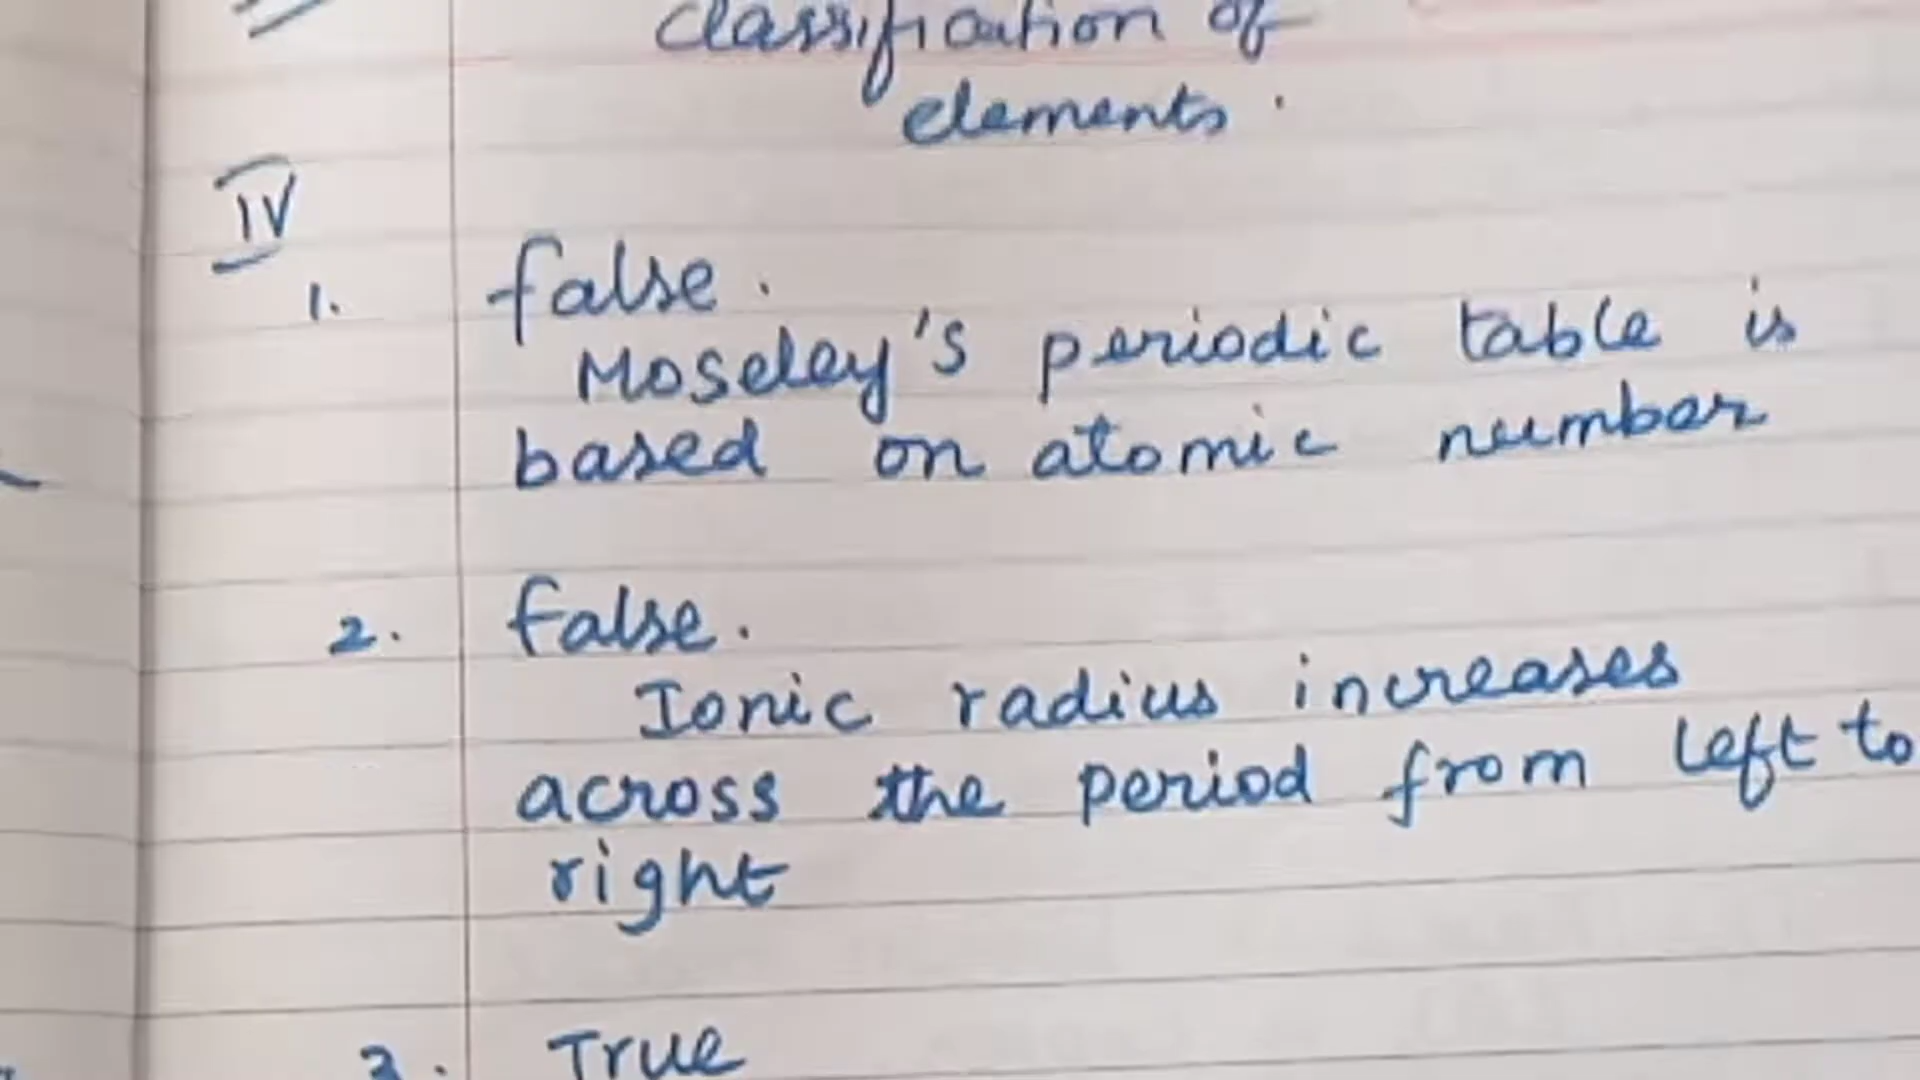 classification of
elements.
IV
1. false.
Moseley's periodic table is
based on atomic number
2. false.
Ionic radius increases
across the period from left to
right
3. True